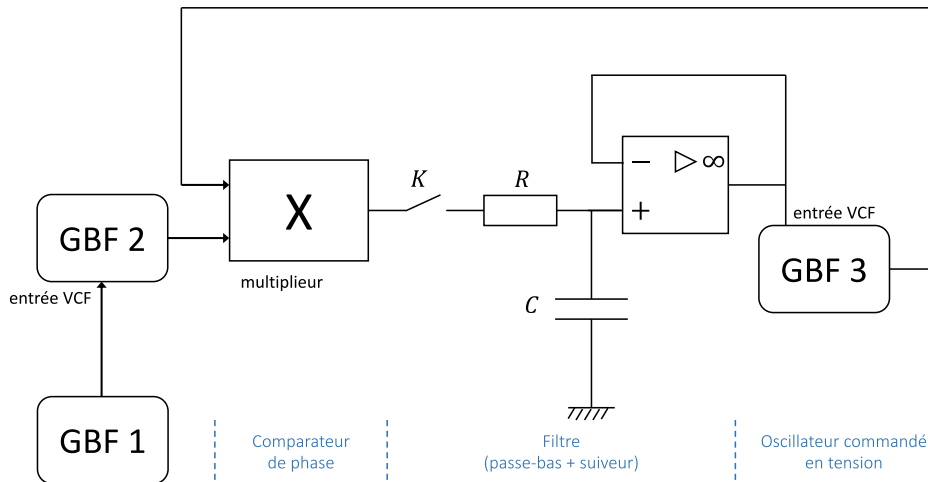 K
R
− ▷ ∞
+
X
GBF 2
entrée VCF
multiplieur
entrée VCF
GBF 3
C
GBF 1
Comparateur
de phase
Filtre
(passe-bas + suiveur)
Oscillateur commandé
en tension